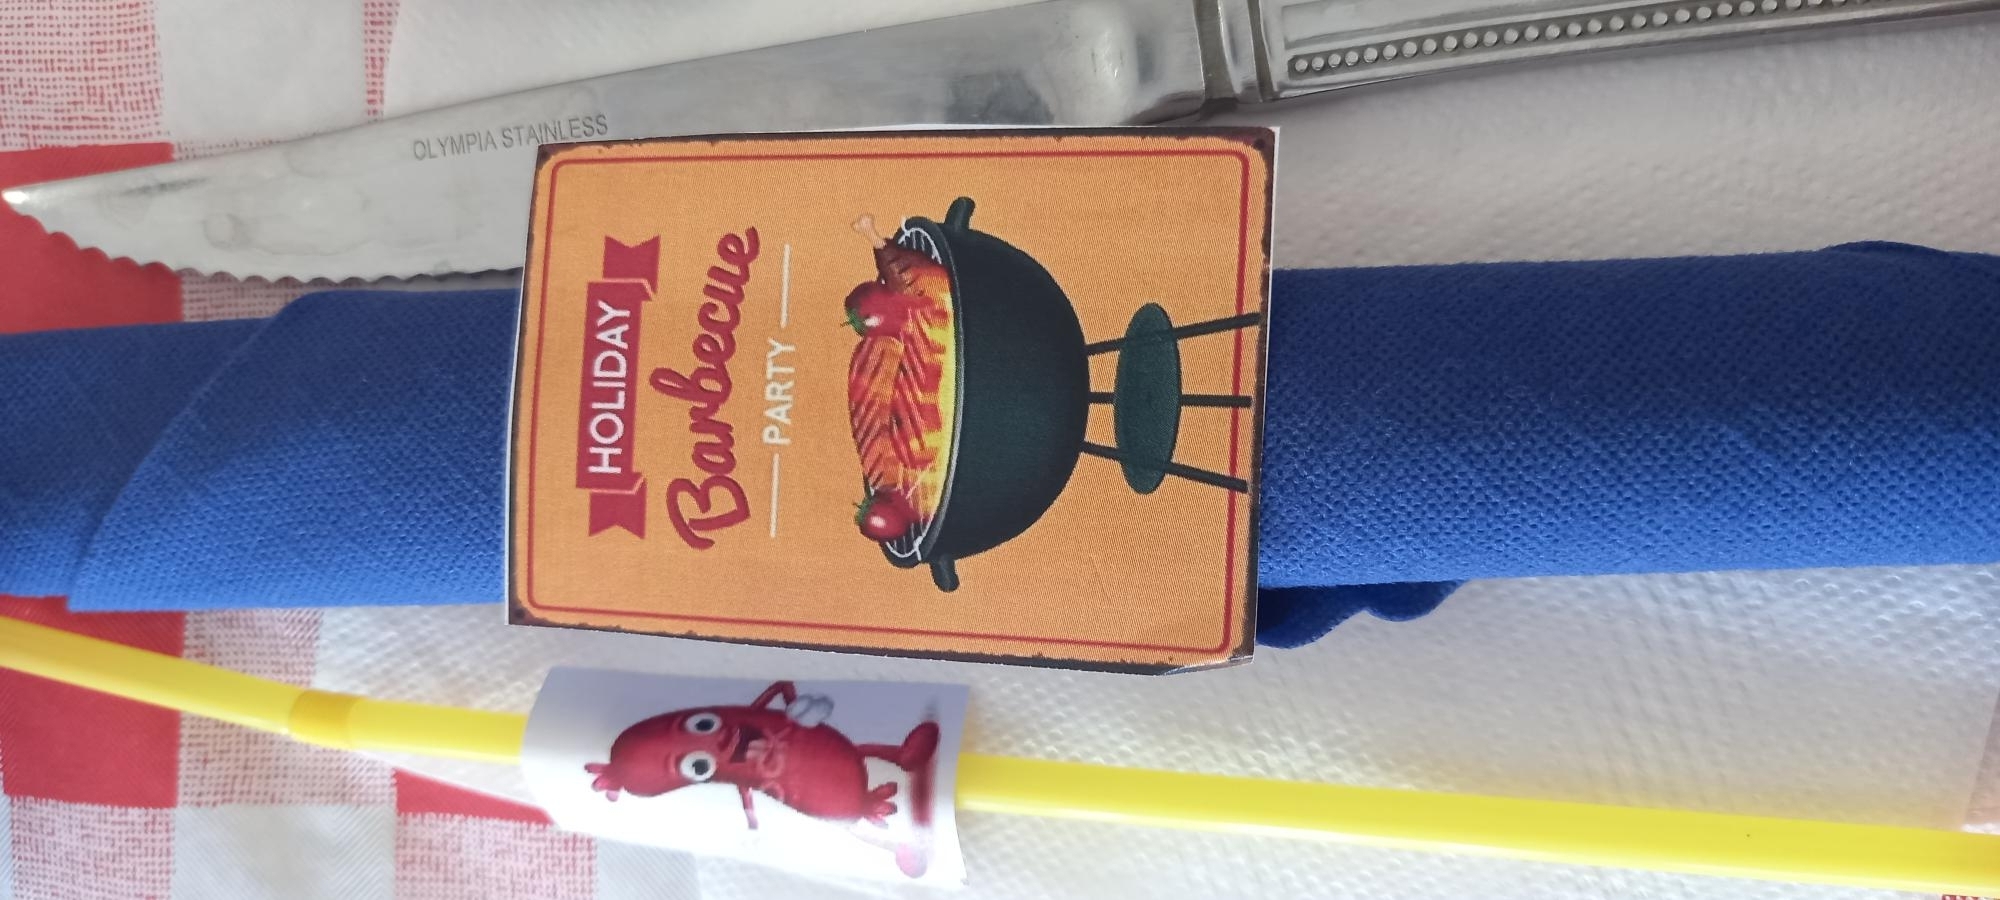 OLYMPIA STAINLESS
HOLIDAY
Barbecue
PARTY